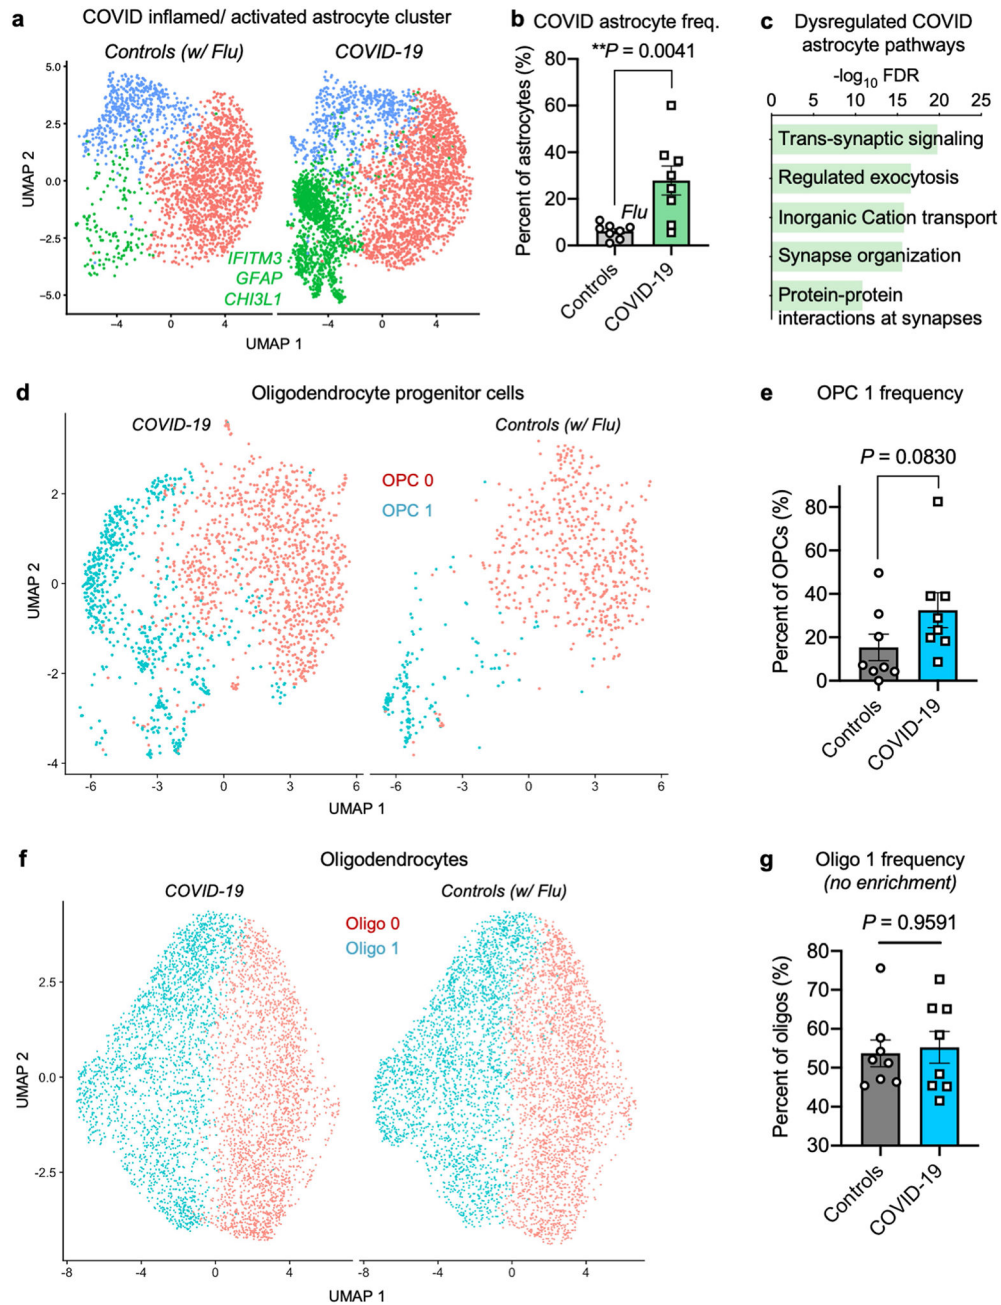 a COVID inflamed/ activated astrocyte cluster
Controls (w/ Flu) COVID-19
5.0
2.5
0.0
−2.5
−5.0
UMAP 2
IFITM3
GFAP
CHI3L1
−4 0 4 −4 0 4
UMAP 1
b COVID astrocyte freq.
**P = 0.0041
80
60
40
20
0
Percent of astrocytes (%)
Flu
Controls
COVID-19
c Dysregulated COVID
astrocyte pathways
-log10 FDR
0 5 10 15 20 25
Trans-synaptic signaling
Regulated exocytosis
Inorganic Cation transport
Synapse organization
Protein-protein
interactions at synapses
d Oligodendrocyte progenitor cells
COVID-19 Controls (w/ Flu)
OPC 0
OPC 1
2
0
-2
-4
UMAP 2
-6 -3 0 3 6 -6 -3 0 3 6
UMAP 1
e OPC 1 frequency
P = 0.0830
80
60
40
20
0
Percent of OPCs (%)
Controls
COVID-19
f Oligodendrocytes
COVID-19 Controls (w/ Flu)
Oligo 0
Oligo 1
2.5
0.0
-2.5
UMAP 2
-8 -4 0 4 -8 -4 0 4
UMAP 1
g Oligo 1 frequency
(no enrichment)
P = 0.9591
80
70
60
50
40
30
Percent of oligos (%)
Controls
COVID-19